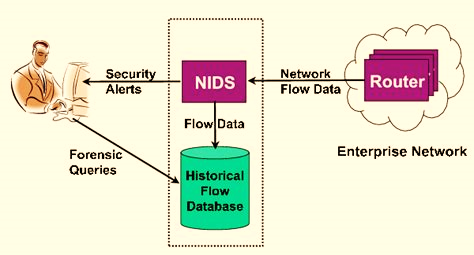 Security
Alerts
NIDS
Network
Flow Data
Router
Flow Data
Forensic
Queries
Historical
Flow
Database
Enterprise Network